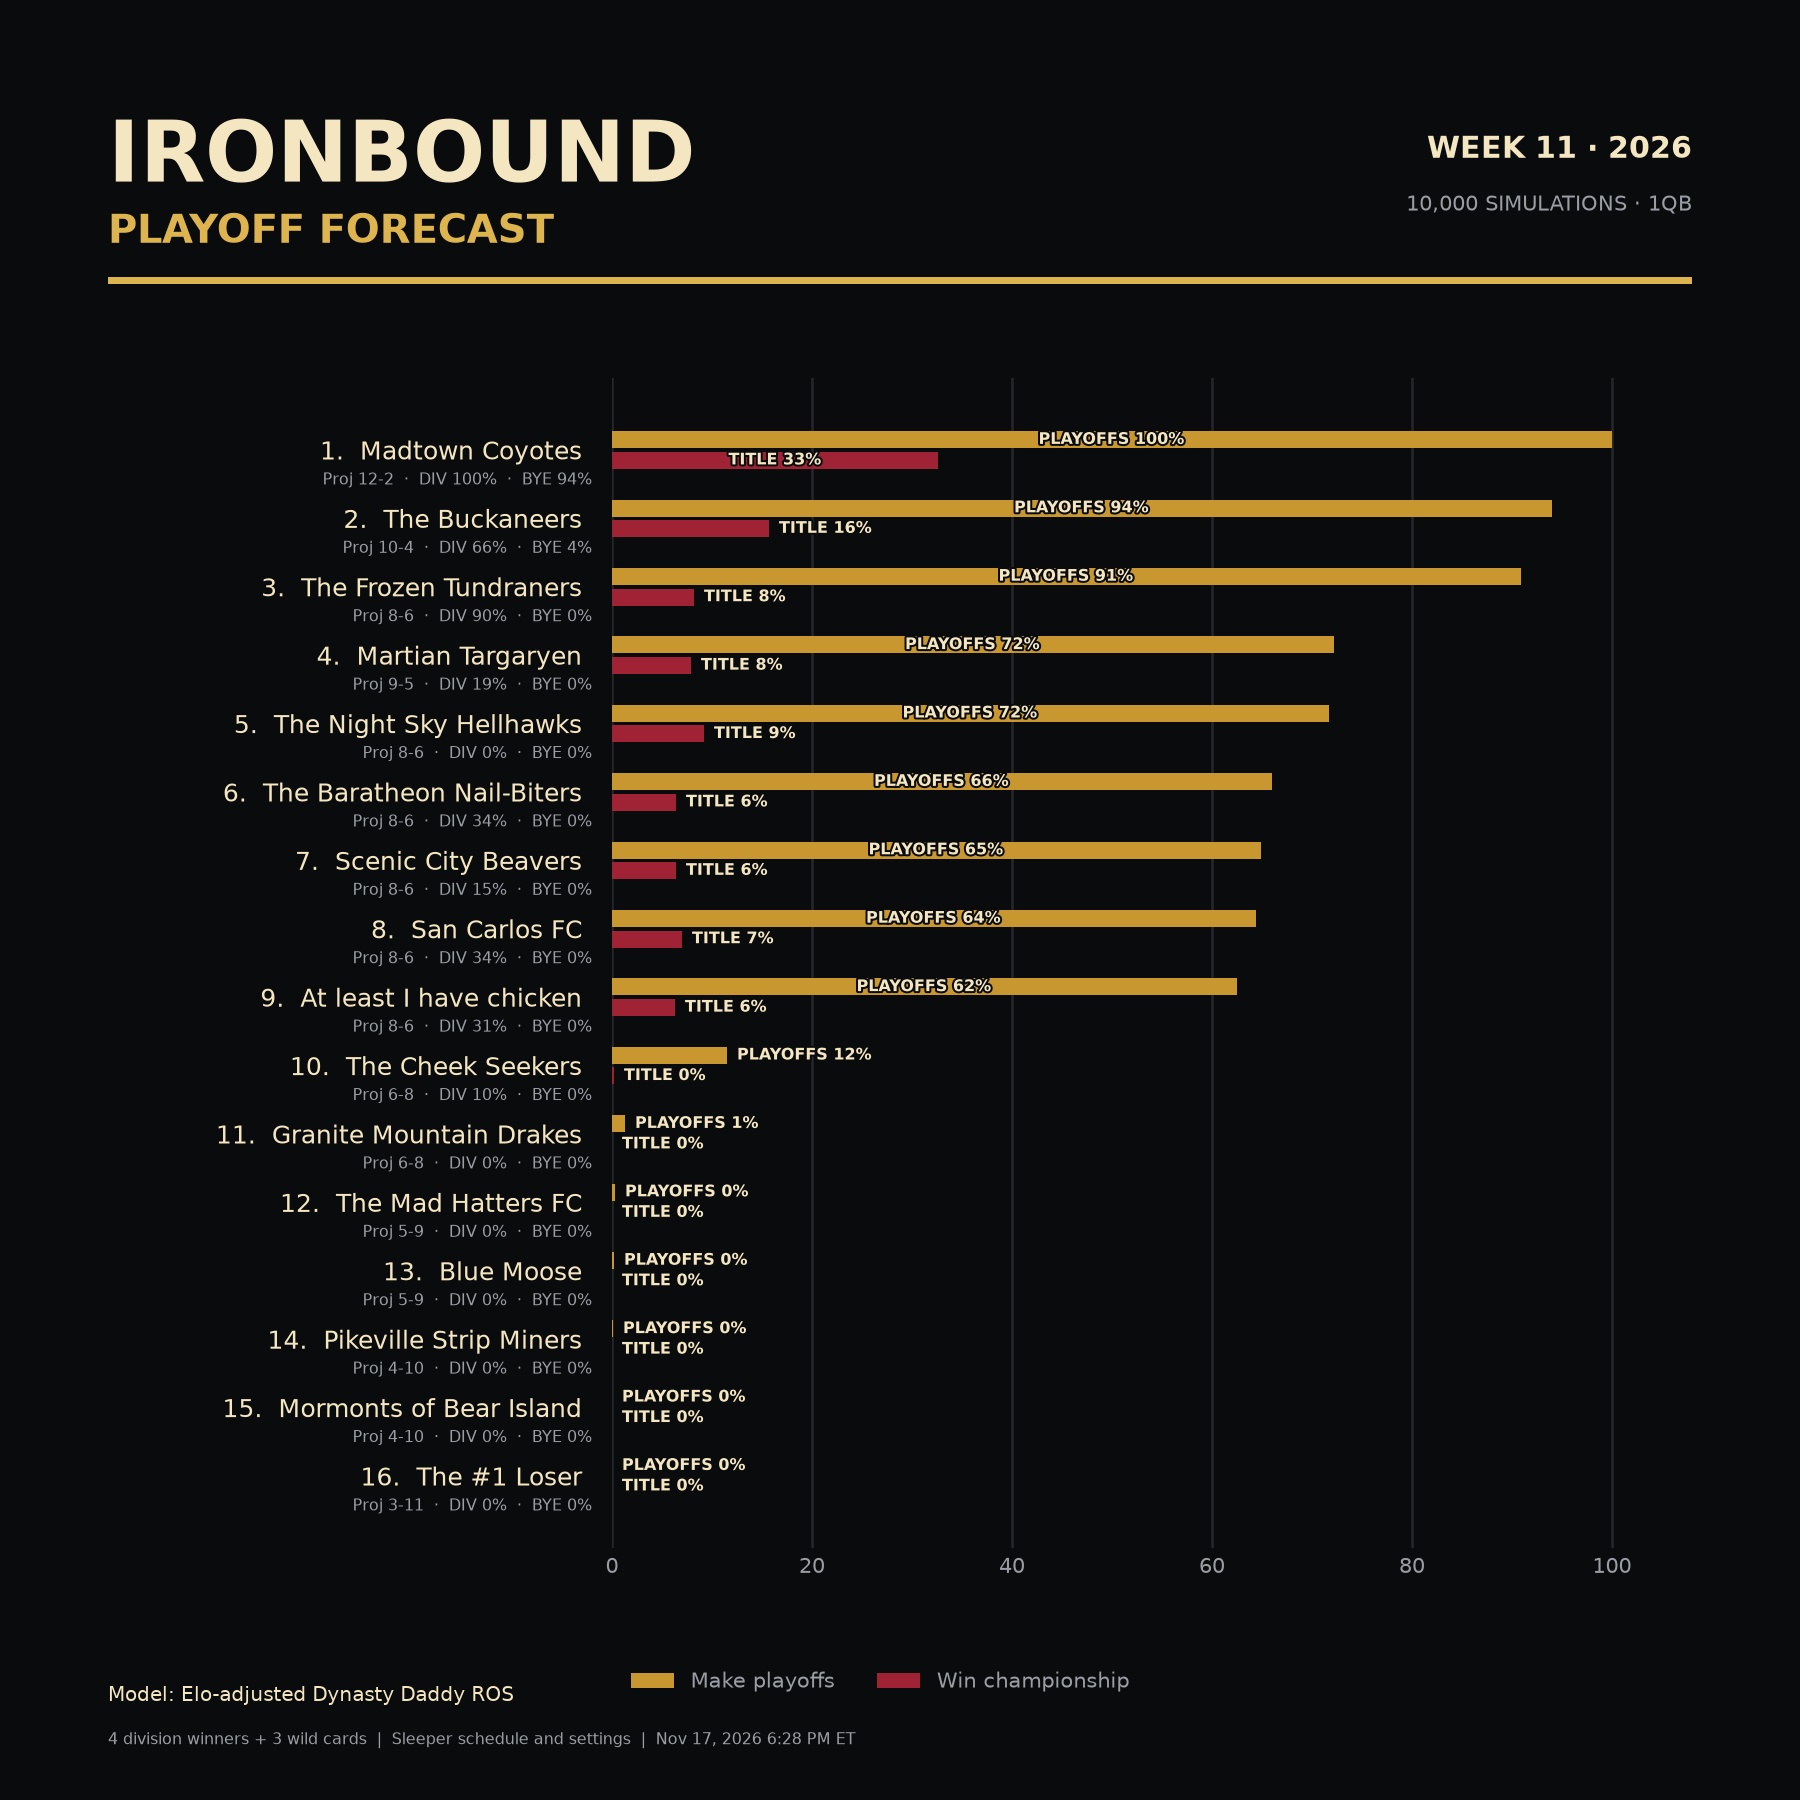 IRONBOUND
PLAYOFF FORECAST
WEEK 11 · 2026
10,000 SIMULATIONS · 1QB
1. Madtown Coyotes
Proj 12-2 · DIV 100% · BYE 94%
PLAYOFFS 100%
TITLE 33%
2. The Buckaneers
Proj 10-4 · DIV 66% · BYE 4%
PLAYOFFS 94%
TITLE 16%
3. The Frozen Tundraners
Proj 8-6 · DIV 90% · BYE 0%
PLAYOFFS 91%
TITLE 8%
4. Martian Targaryen
Proj 9-5 · DIV 19% · BYE 0%
PLAYOFFS 72%
TITLE 8%
5. The Night Sky Hellhawks
Proj 8-6 · DIV 0% · BYE 0%
PLAYOFFS 72%
TITLE 9%
6. The Baratheon Nail-Biters
Proj 8-6 · DIV 34% · BYE 0%
PLAYOFFS 66%
TITLE 6%
7. Scenic City Beavers
Proj 8-6 · DIV 15% · BYE 0%
PLAYOFFS 65%
TITLE 6%
8. San Carlos FC
Proj 8-6 · DIV 34% · BYE 0%
PLAYOFFS 64%
TITLE 7%
9. At least I have chicken
Proj 8-6 · DIV 31% · BYE 0%
PLAYOFFS 62%
TITLE 6%
10. The Cheek Seekers
Proj 6-8 · DIV 10% · BYE 0%
PLAYOFFS 12%
TITLE 0%
11. Granite Mountain Drakes
Proj 6-8 · DIV 0% · BYE 0%
PLAYOFFS 1%
TITLE 0%
12. The Mad Hatters FC
Proj 5-9 · DIV 0% · BYE 0%
PLAYOFFS 0%
TITLE 0%
13. Blue Moose
Proj 5-9 · DIV 0% · BYE 0%
PLAYOFFS 0%
TITLE 0%
14. Pikeville Strip Miners
Proj 4-10 · DIV 0% · BYE 0%
PLAYOFFS 0%
TITLE 0%
15. Mormonts of Bear Island
Proj 4-10 · DIV 0% · BYE 0%
PLAYOFFS 0%
TITLE 0%
16. The #1 Loser
Proj 3-11 · DIV 0% · BYE 0%
PLAYOFFS 0%
TITLE 0%
0 20 40 60 80 100
Make playoffs Win championship
Model: Elo-adjusted Dynasty Daddy ROS
4 division winners + 3 wild cards | Sleeper schedule and settings | Nov 17, 2026 6:28 PM ET